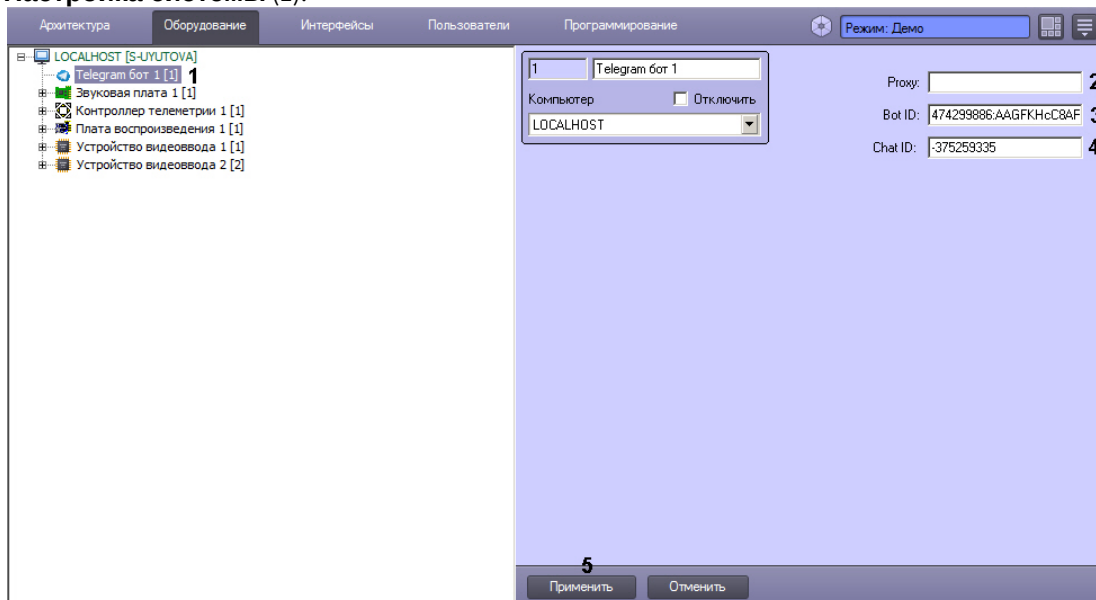 Архитектура Оборудование Интерфейсы Пользователи Программирование Режим: Демо
LOCALHOST [S-UYUTOVA]
Telegram бот 1 [1] 1
Звуковая плата 1 [1]
Контроллер телеметрии 1 [1]
Плата воспроизведения 1 [1]
Устройство видеоввода 1 [1]
Устройство видеоввода 2 [2]
1 Telegram бот 1
Компьютер Отключить
LOCALHOST
Proxy: 2
Bot ID: 474299886:AAGFKHcC8AF 3
Chat ID: -375259335 4
5
Применить Отменить